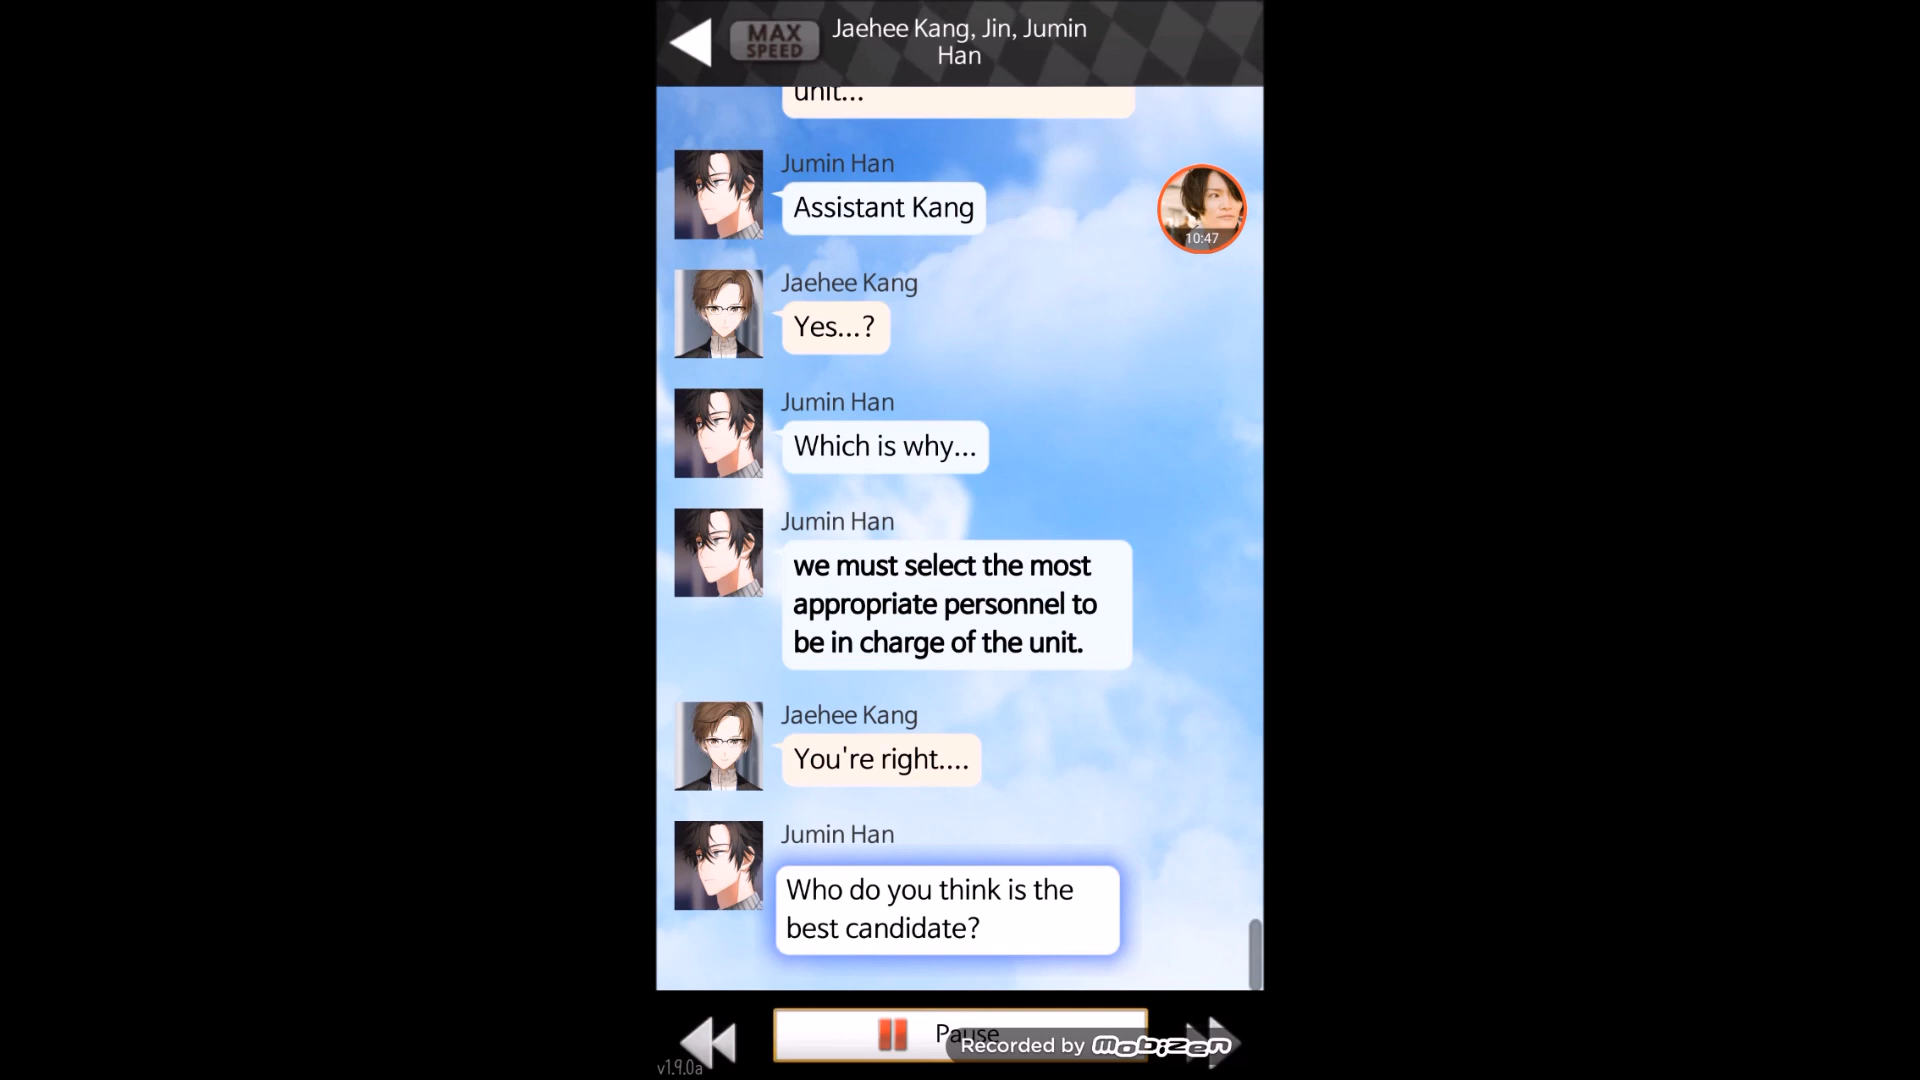 MAX
SPEED
Jaehee Kang, Jin, Jumin
Han
unit...
Jumin Han
Assistant Kang
10:47
Jaehee Kang
Yes...?
Jumin Han
Which is why...
Jumin Han
we must select the most
appropriate personnel to
be in charge of the unit.
Jaehee Kang
You're right....
Jumin Han
Who do you think is the
best candidate?
Pause
Recorded by Mobizen
v1.9.0a